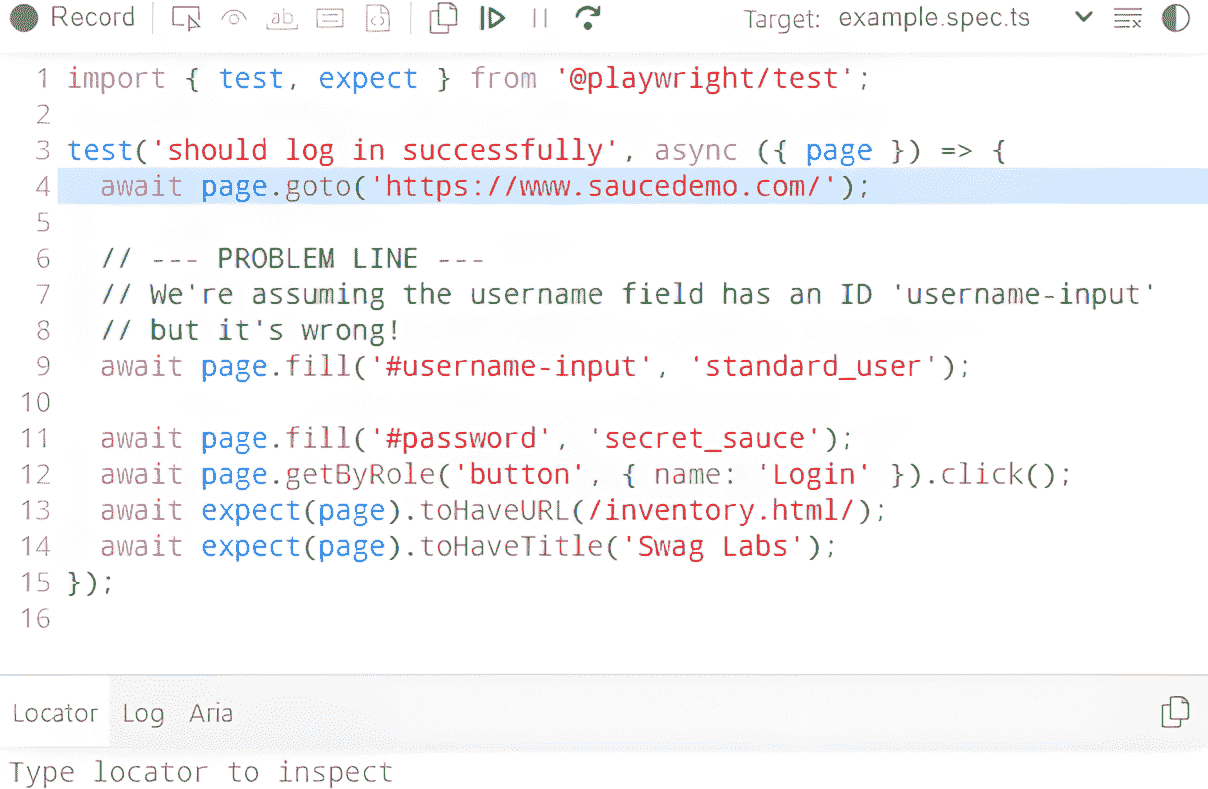 Record
Target: example.spec.ts
1 import { test, expect } from '@playwright/test';
2
3 test('should log in successfully', async ({ page }) => {
4   await page.goto('https://www.saucedemo.com/');
5
6   // --- PROBLEM LINE ---
7   // We're assuming the username field has an ID 'username-input'
8   // but it's wrong!
9   await page.fill('#username-input', 'standard_user');
10
11   await page.fill('#password', 'secret_sauce');
12   await page.getByRole('button', { name: 'Login' }).click();
13   await expect(page).toHaveURL(/inventory.html/);
14   await expect(page).toHaveTitle('Swag Labs');
15 });
16
Locator Log Aria
Type locator to inspect